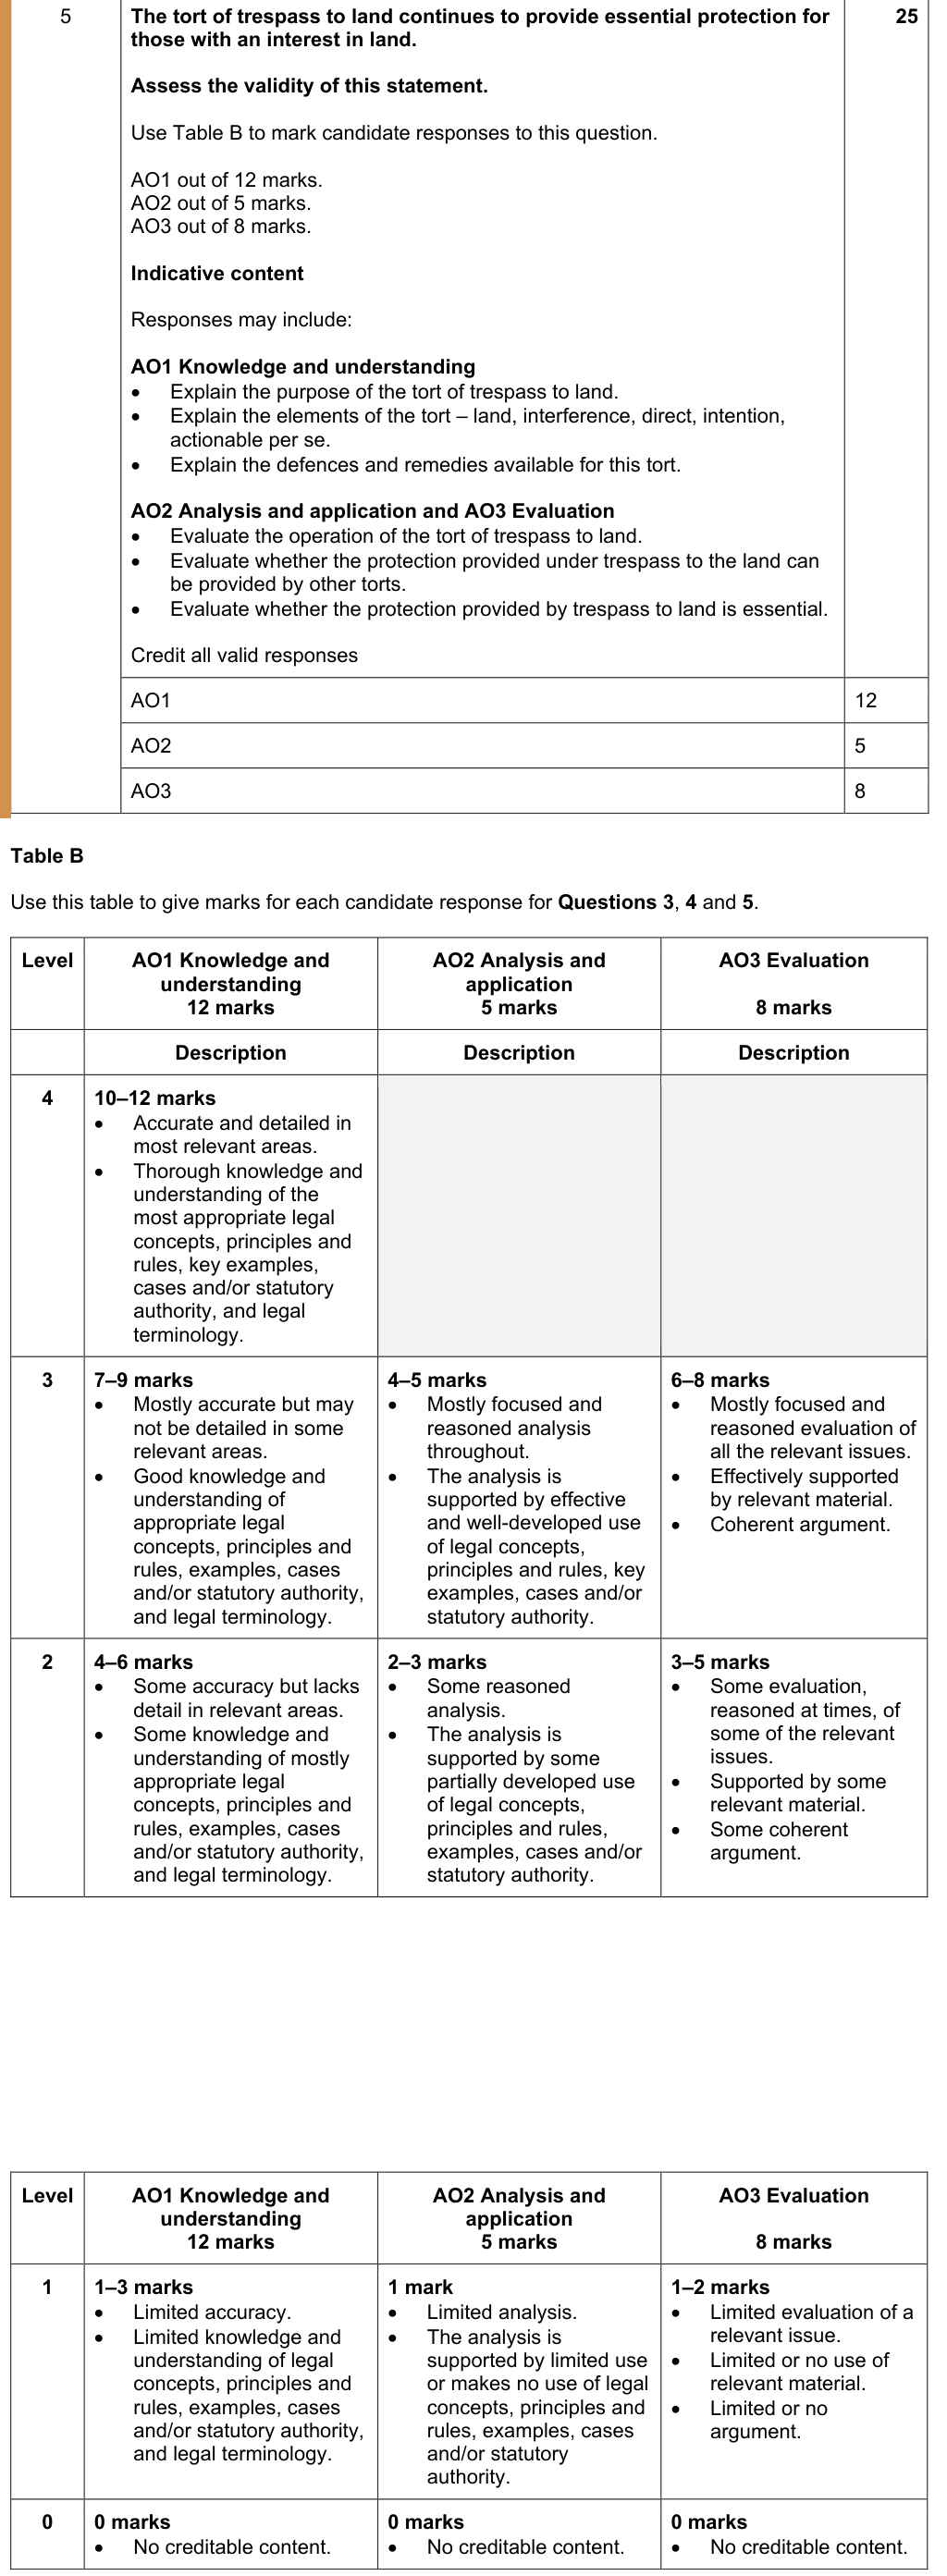 5
The tort of trespass to land continues to provide essential protection for
those with an interest in land.
25
Assess the validity of this statement.
Use Table B to mark candidate responses to this question.
AO1 out of 12 marks.
AO2 out of 5 marks.
AO3 out of 8 marks.
Indicative content
Responses may include:
AO1 Knowledge and understanding
• Explain the purpose of the tort of trespass to land.
• Explain the elements of the tort – land, interference, direct, intention,
actionable per se.
• Explain the defences and remedies available for this tort.
AO2 Analysis and application and AO3 Evaluation
• Evaluate the operation of the tort of trespass to land.
• Evaluate whether the protection provided under trespass to the land can
be provided by other torts.
• Evaluate whether the protection provided by trespass to land is essential.
Credit all valid responses
AO1 12
AO2 5
AO3 8
Table B
Use this table to give marks for each candidate response for Questions 3, 4 and 5.
Level
AO1 Knowledge and
understanding
12 marks
AO2 Analysis and
application
5 marks
AO3 Evaluation
8 marks
Description
Description
Description
4
10–12 marks
• Accurate and detailed in
most relevant areas.
• Thorough knowledge and
understanding of the
most appropriate legal
concepts, principles and
rules, key examples,
cases and/or statutory
authority, and legal
terminology.
3
7–9 marks
• Mostly accurate but may
not be detailed in some
relevant areas.
• Good knowledge and
understanding of
appropriate legal
concepts, principles and
rules, examples, cases
and/or statutory authority,
and legal terminology.
4–5 marks
• Mostly focused and
reasoned analysis
throughout.
• The analysis is
supported by effective
and well-developed use
of legal concepts,
principles and rules, key
examples, cases and/or
statutory authority.
6–8 marks
• Mostly focused and
reasoned evaluation of
all the relevant issues.
• Effectively supported
by relevant material.
• Coherent argument.
2
4–6 marks
• Some accuracy but lacks
detail in relevant areas.
• Some knowledge and
understanding of mostly
appropriate legal
concepts, principles and
rules, examples, cases
and/or statutory authority,
and legal terminology.
2–3 marks
• Some reasoned
analysis.
• The analysis is
supported by some
partially developed use
of legal concepts,
principles and rules,
examples, cases and/or
statutory authority.
3–5 marks
• Some evaluation,
reasoned at times, of
some of the relevant
issues.
• Supported by some
relevant material.
• Some coherent
argument.
Level
AO1 Knowledge and
understanding
12 marks
AO2 Analysis and
application
5 marks
AO3 Evaluation
8 marks
1
1–3 marks
• Limited accuracy.
• Limited knowledge and
understanding of legal
concepts, principles and
rules, examples, cases
and/or statutory authority,
and legal terminology.
1 mark
• Limited analysis.
• The analysis is
supported by limited use
or makes no use of legal
concepts, principles and
rules, examples, cases
and/or statutory
authority.
1–2 marks
• Limited evaluation of a
relevant issue.
• Limited or no use of
relevant material.
• Limited or no
argument.
0
0 marks
• No creditable content.
0 marks
• No creditable content.
0 marks
• No creditable content.